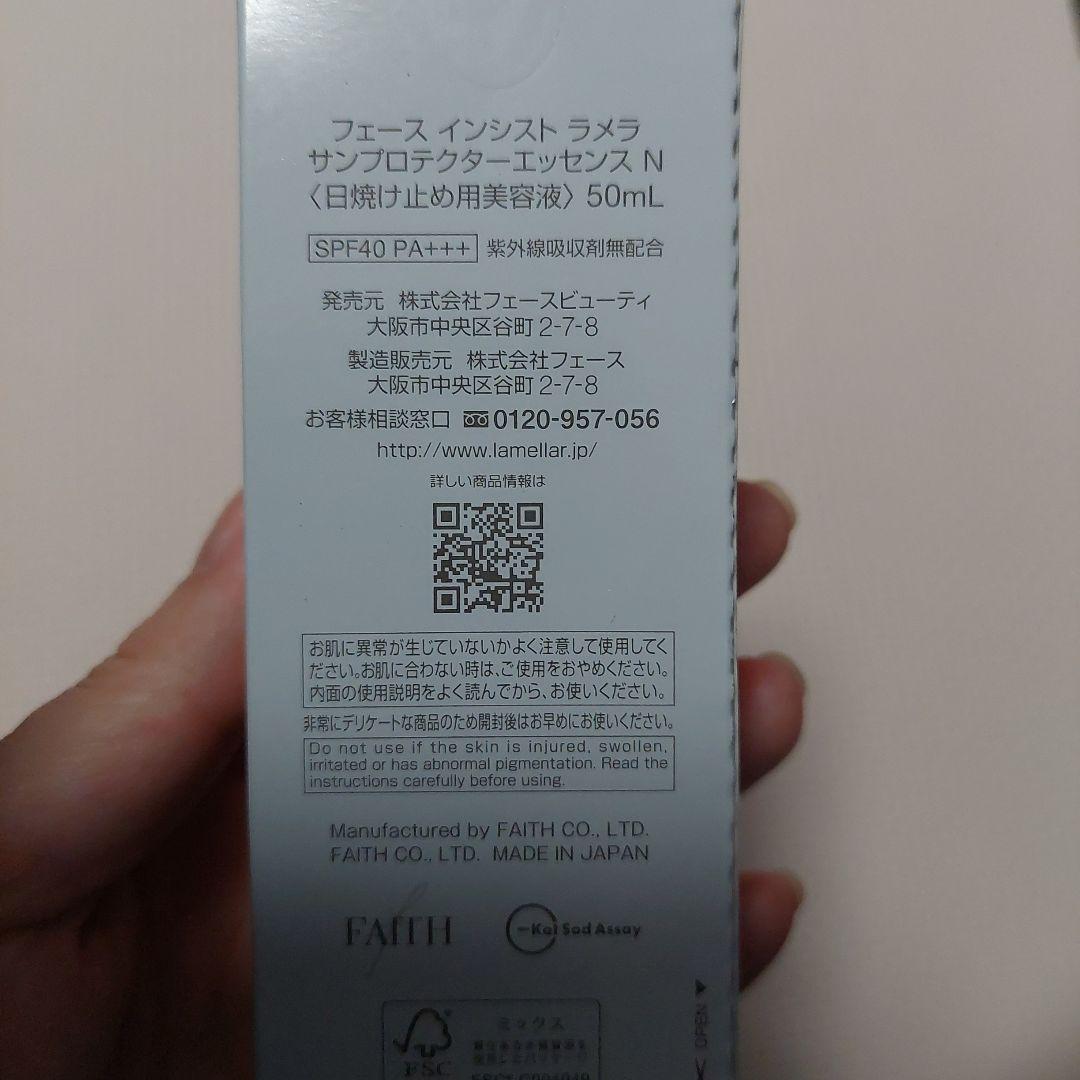 フェース インシスト ラメラ
サンプロテクターエッセンス N
〈日焼け止め用美容液〉 50mL
SPF40 PA+++ 紫外線吸収剤無配合
発売元 株式会社フェースビューティ
大阪市中央区谷町 2-7-8
製造販売元 株式会社フェース
大阪市中央区谷町 2-7-8
お客様相談窓口 0120-957-056
http://www.lamellar.jp/
詳しい商品情報は
お肌に異常が生じていないかよく注意して使用してく
ださい。お肌に合わない時は、ご使用をおやめください。
内面の使用説明をよく読んでから、お使いください。
非常にデリケートな商品のため開封後はお早めにお使いください。
Do not use if the skin is injured, swollen,
irritated or has abnormal pigmentation. Read the
instructions carefully before using.
Manufactured by FAITH CO., LTD.
FAITH CO., LTD. MADE IN JAPAN
FAITH
Kei Sod Assay
ミックス
FSC